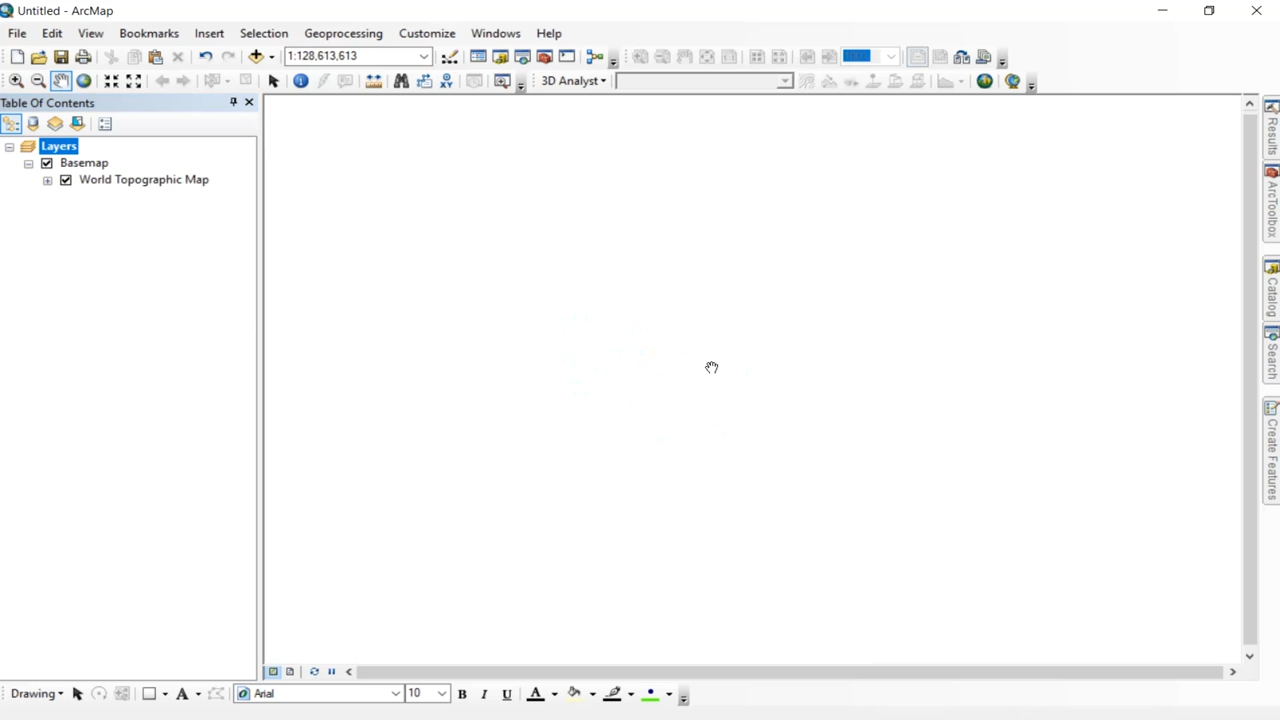 Untitled - ArcMap
File Edit View Bookmarks Insert Selection Geoprocessing Customize Windows Help
1:128,613,613
3D Analyst
Table Of Contents
Layers
Basemap
World Topographic Map
Results
ArcToolbox
Catalog
Search
Create Features
Drawing A Arial 10 B I U A